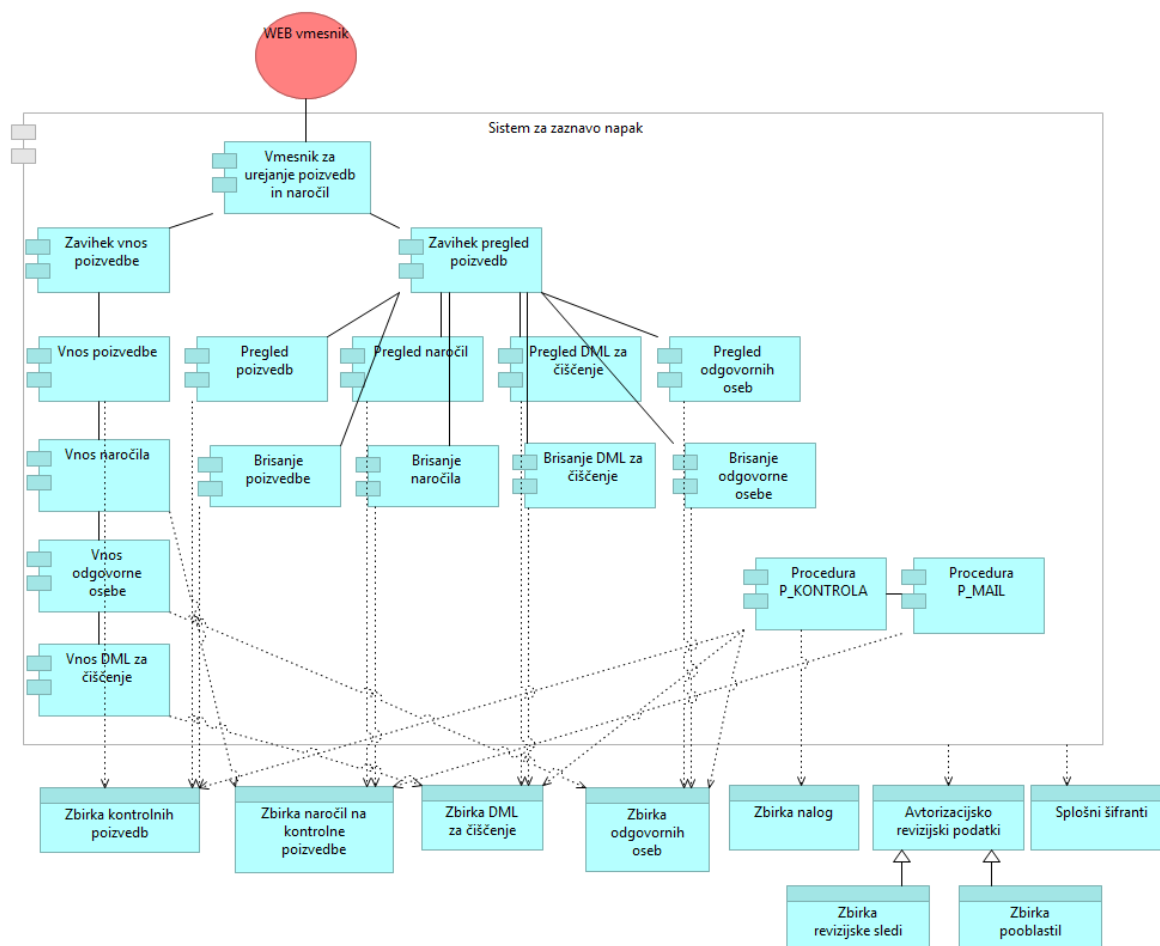 WEB vmesnik
Sistem za zaznavo napak
Vmesnik za
urejanje poizvedb
in naročil
Zavihek vnos
poizvedbe
Zavihek pregled
poizvedb
Vnos poizvedbe
Pregled
poizvedb
Pregled naročil
Pregled DML za
čiščenje
Pregled
odgovornih
oseb
Vnos naročila
Brisanje
poizvedbe
Brisanje
naročila
Brisanje DML za
čiščenje
Brisanje
odgovorne
osebe
Vnos
odgovorne
osebe
Procedura
P_KONTROLA
Procedura
P_MAIL
Vnos DML za
čiščenje
Zbirka kontrolnih
poizvedb
Zbirka naročil na
kontrolne
poizvedbe
Zbirka DML
za čiščenje
Zbirka
odgovornih
oseb
Zbirka nalog
Avtorizacijsko
revizijski podatki
Splošni šifranti
Zbirka
revizijske sledi
Zbirka
pooblastil